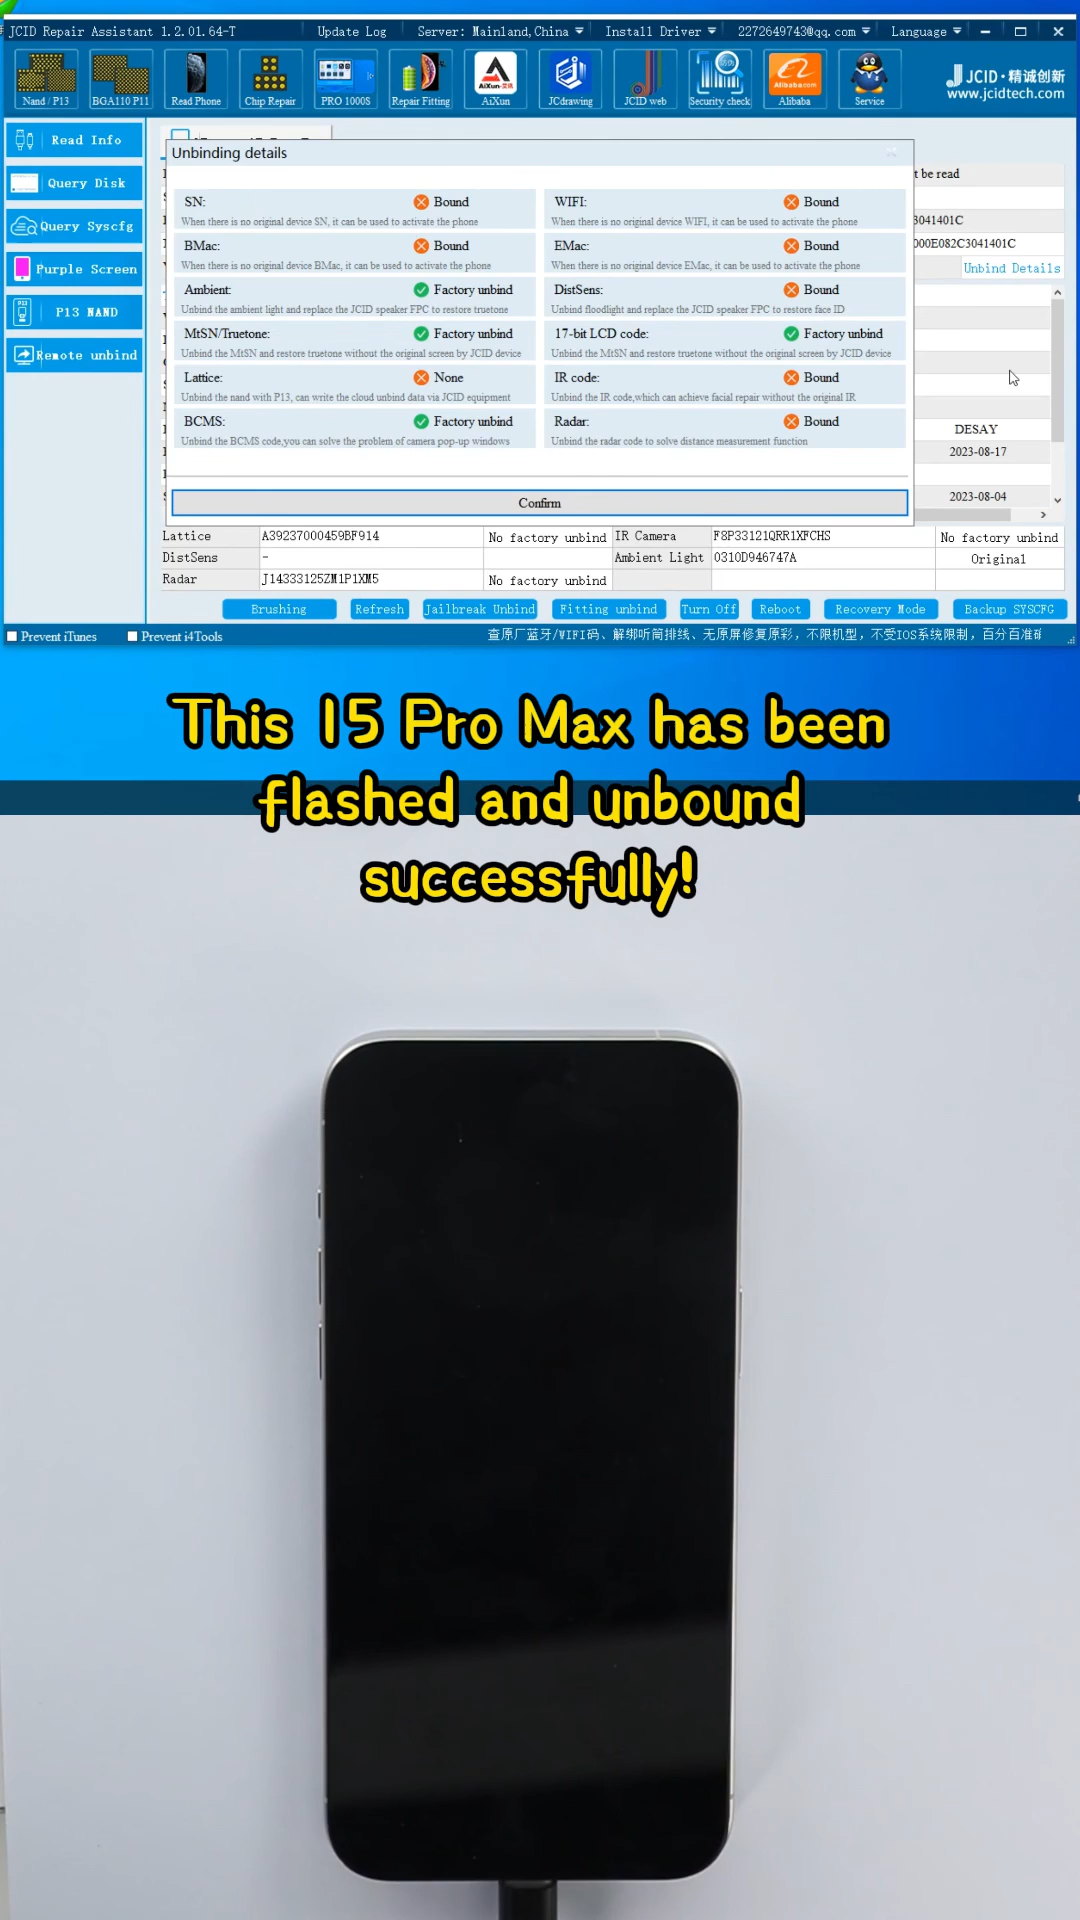 JCID Repair Assistant 1.2.01.64-T
Update Log
Server: Mainland,China
Install Driver
2272649743@qq.com
Language
Nand / P13
BGA110 P11
Read Phone
Chip Repair
PRO 1000S
Repair Fitting
AiXun
JCdrawing
JCID web
Security check
Alibaba
Service
JCID·精诚创新
www.jcidtech.com
Read Info
Query Disk
Query Syscfg
Purple Screen
P13 NAND
Remote unbind
Unbinding details
SN: Bound
When there is no original device SN, it can be used to activate the phone
WIFI: Bound
When there is no original device WIFI, it can be used to activate the phone
BMac: Bound
When there is no original device BMac, it can be used to activate the phone
EMac: Bound
When there is no original device EMac, it can be used to activate the phone
Ambient: Factory unbind
Unbind the ambient light and replace the JCID speaker FPC to restore truetone
DistSens: Bound
Unbind floodlight and replace the JCID speaker FPC to restore face ID
MtSN/Truetone: Factory unbind
Unbind the MtSN and restore truetone without the original screen by JCID device
17-bit LCD code: Factory unbind
Unbind the MtSN and restore truetone without the original screen by JCID device
Lattice: None
Unbind the nand with P13, can write the cloud unbind data via JCID equipment
IR code: Bound
Unbind the IR code,which can achieve facial repair without the original IR
BCMS: Factory unbind
Unbind the BCMS code,you can solve the problem of camera pop-up windows
Radar: Bound
Unbind the radar code to solve distance measurement function
Confirm
t be read
3041401C
000E082C3041401C
Unbind Details
DESAY
2023-08-17
2023-08-04
Lattice A39237000459BF914 No factory unbind IR Camera F8P33121QRR1XFCHS No factory unbind
DistSens - Ambient Light 0310D946747A Original
Radar J14333125ZM1P1XM5 No factory unbind
Brushing Refresh Jailbreak Unbind Fitting unbind Turn Off Reboot Recovery Mode Backup SYSCFG
Prevent iTunes Prevent i4Tools
查原厂蓝牙/WIFI码、解绑听筒排线、无原屏修复原彩，不限机型，不受IOS系统限制，百分百准确
This 15 Pro Max has been
flashed and unbound
successfully!